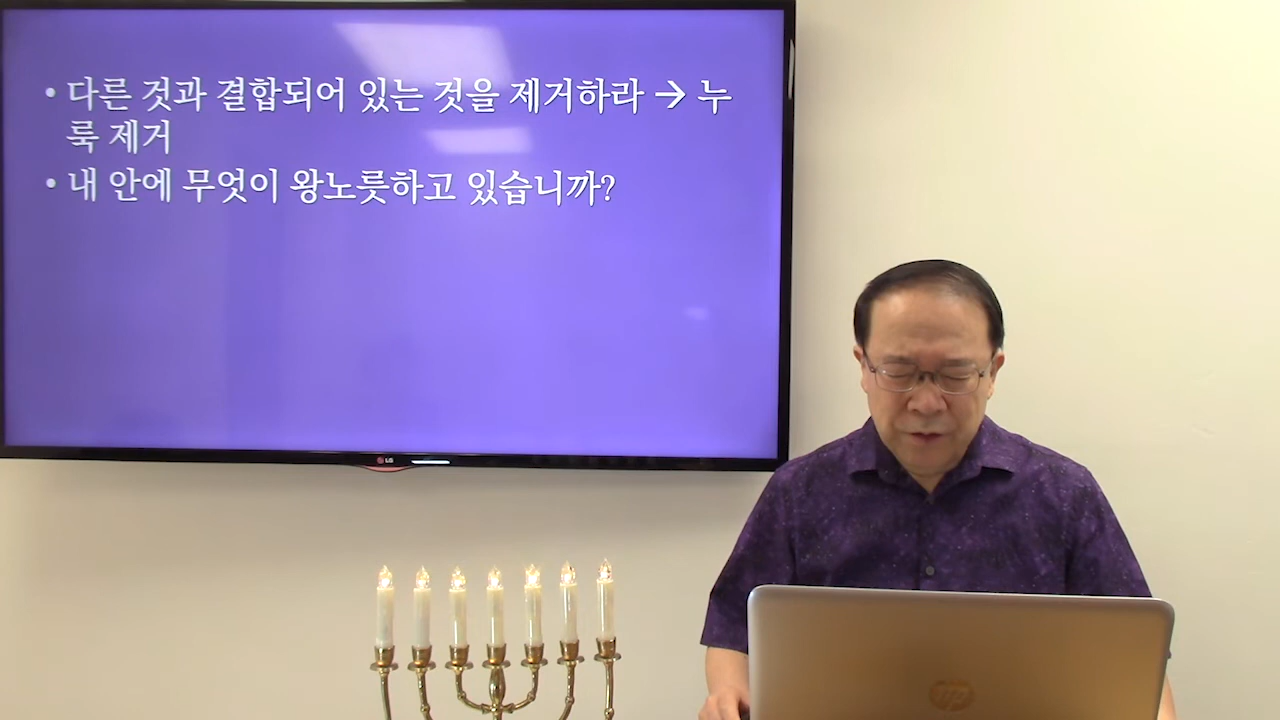 • 다른 것과 결합되어 있는 것을 제거하라 → 누
룩 제거
• 내 안에 무엇이 왕노릇하고 있습니까?
LG
hp